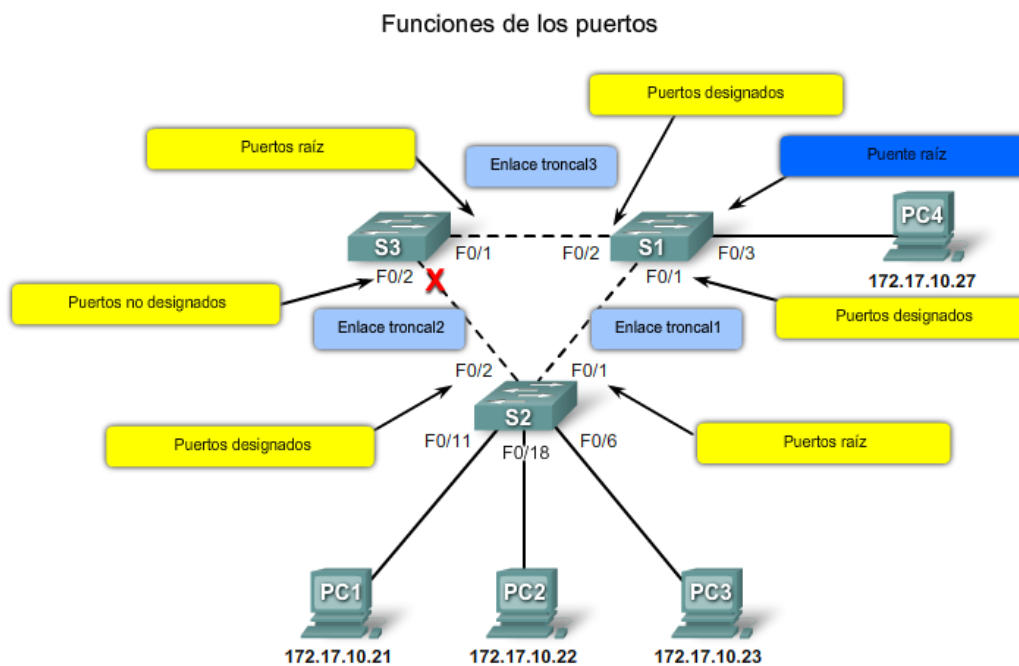 Funciones de los puertos
Puertos designados
Puertos raíz
Enlace troncal3
Puente raíz
PC4
S3
S1
F0/1
F0/2
F0/3
F0/2
F0/1
172.17.10.27
Puertos no designados
Enlace troncal2
Enlace troncal1
Puertos designados
F0/2
F0/1
S2
Puertos designados
F0/11
F0/6
Puertos raíz
F0/18
PC1
PC2
PC3
172.17.10.21
172.17.10.22
172.17.10.23